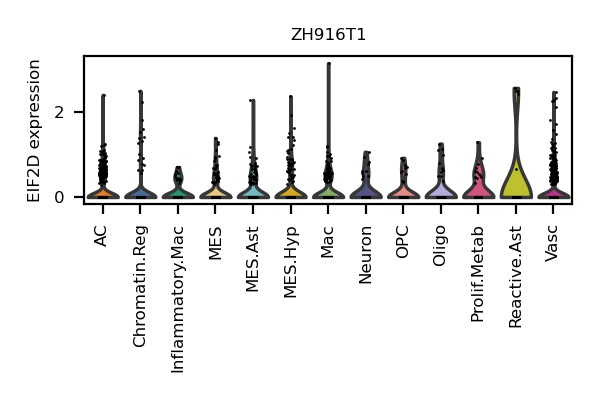 ZH916T1
EIF2D expression
2
0
AC
Chromatin.Reg
Inflammatory.Mac
MES
MES.Ast
MES.Hyp
Mac
Neuron
OPC
Oligo
Prolif.Metab
Reactive.Ast
Vasc